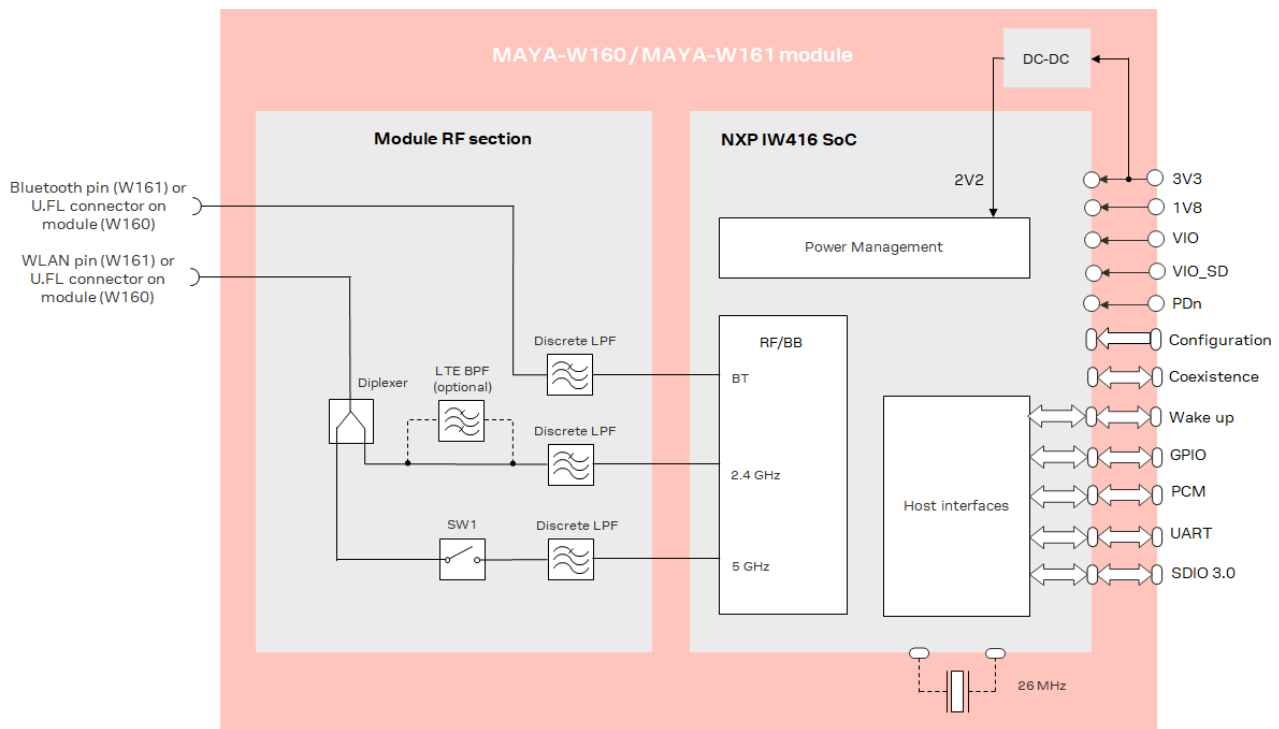 MAYA-W160 / MAYA-W161 module
DC-DC
Module RF section
NXP IW416 SoC
Bluetooth pin (W161) or
U.FL connector on
module (W160)
WLAN pin (W161) or
U.FL connector on
module (W160)
2V2
Power Management
3V3
1V8
VIO
VIO_SD
PDn
Configuration
Coexistence
Wake up
GPIO
PCM
UART
SDIO 3.0
Discrete LPF
RF/BB
BT
LTE BPF
(optional)
Diplexer
Discrete LPF
2.4 GHz
SW1
Discrete LPF
5 GHz
Host interfaces
26 MHz